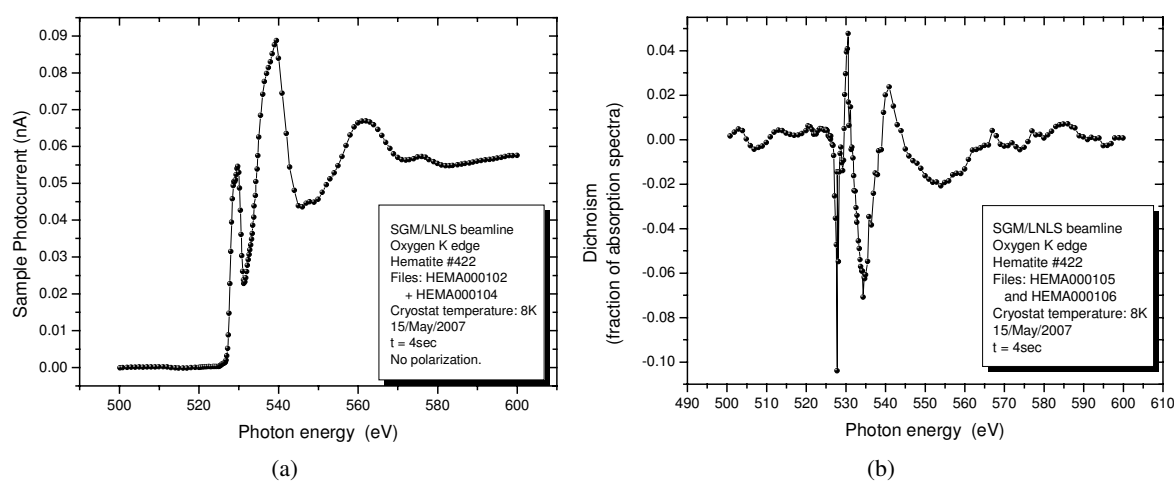 0.09
0.08
0.07
0.06
0.05
0.04
0.03
0.02
0.01
0.00
Sample Photocurrent (nA)
500 520 540 560 580 600
Photon energy (eV)
SGM/LNLS beamline
Oxygen K edge
Hematite #422
Files: HEMA000102
+ HEMA000104
Cryostat temperature: 8K
15/May/2007
t = 4sec
No polarization.
(a)
0.04
0.02
0.00
-0.02
-0.04
-0.06
-0.08
-0.10
Dichroism
(fraction of absorption spectra)
490 500 510 520 530 540 550 560 570 580 590 600 610
Photon energy (eV)
SGM/LNLS beamline
Oxygen K edge
Hematite #422
Files: HEMA000105
and HEMA000106
Cryostat temperature: 8K
15/May/2007
t = 4sec
(b)